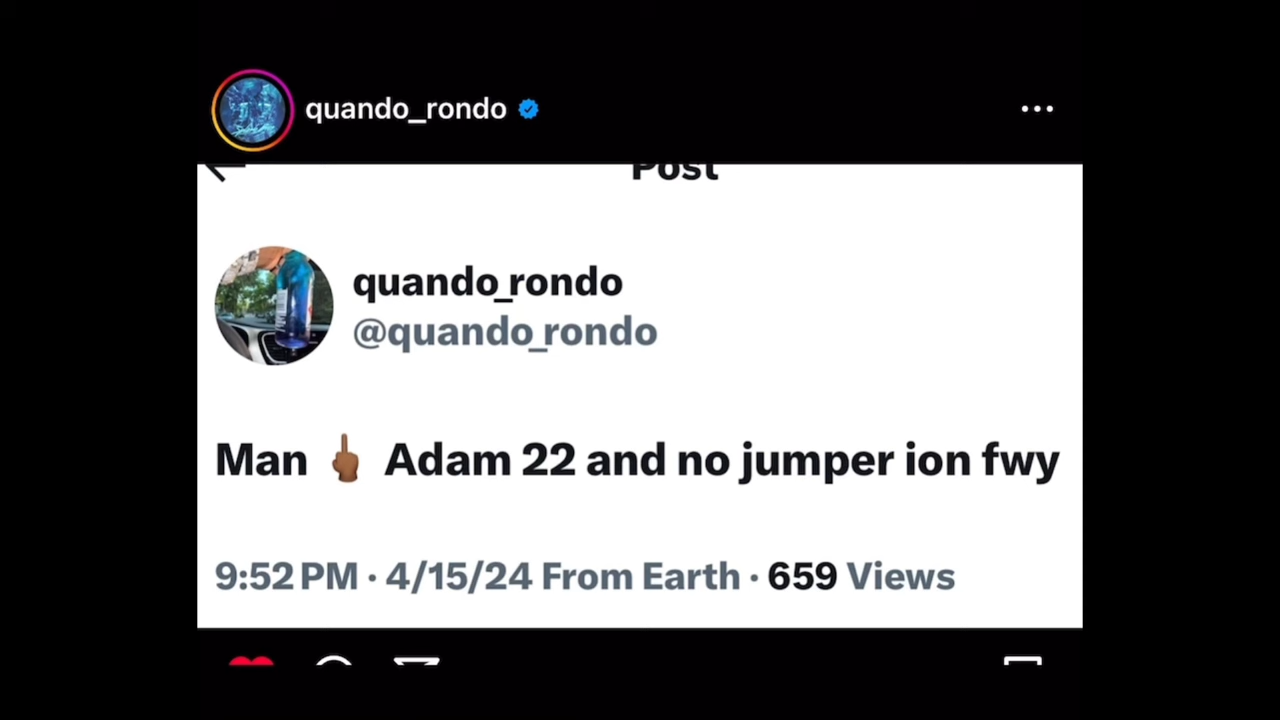 quando_rondo
Post
quando_rondo
@quando_rondo
Man 🖕🏾 Adam 22 and no jumper ion fwy
9:52 PM · 4/15/24 From Earth · 659 Views